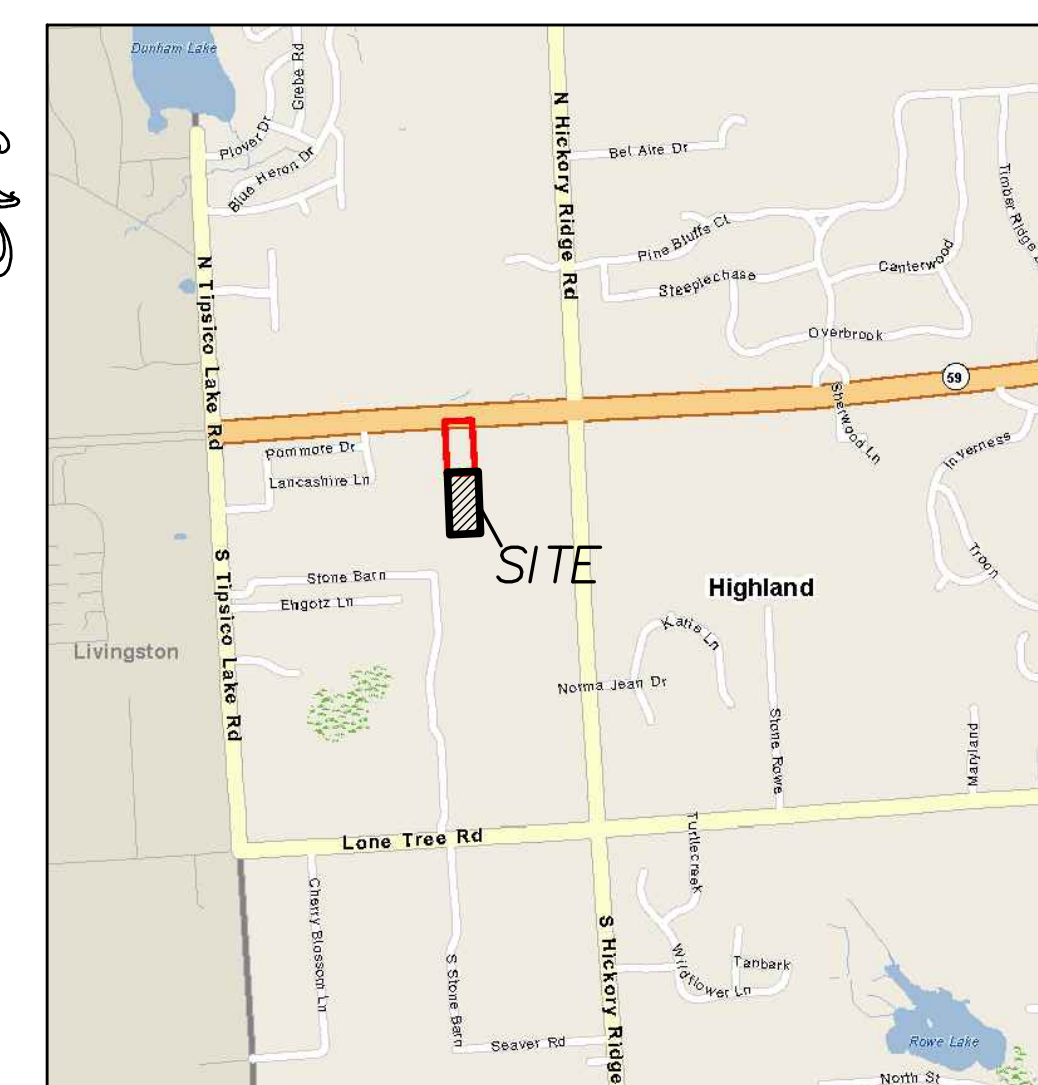 Dunham Lake
Grebe Rd
Plover Dr
Blue Heron Dr
N Hickory Ridge Rd
Bel Aire Dr
Timber Ridge
Pine Bluffs Ct
Canterwood
Steeplechase
N Tipsico Lake Rd
Overbrook
59
Sherwood Ln
Pommore Dr
Inverness
Lancashire Ln
SITE
Troon
S Tipsico Lake Rd
Stone Barn
Highland
Engotz Ln
Katie Ln
Livingston
Norma Jean Dr
Stone Rowe
Maryland
Lone Tree Rd
Turtlecreek
Cherry Blossom Ln
S Hickory Ridge
S Stone Barn
Wildflower Ln
Tanbark
Seaver Rd
Rowe Lake
North St